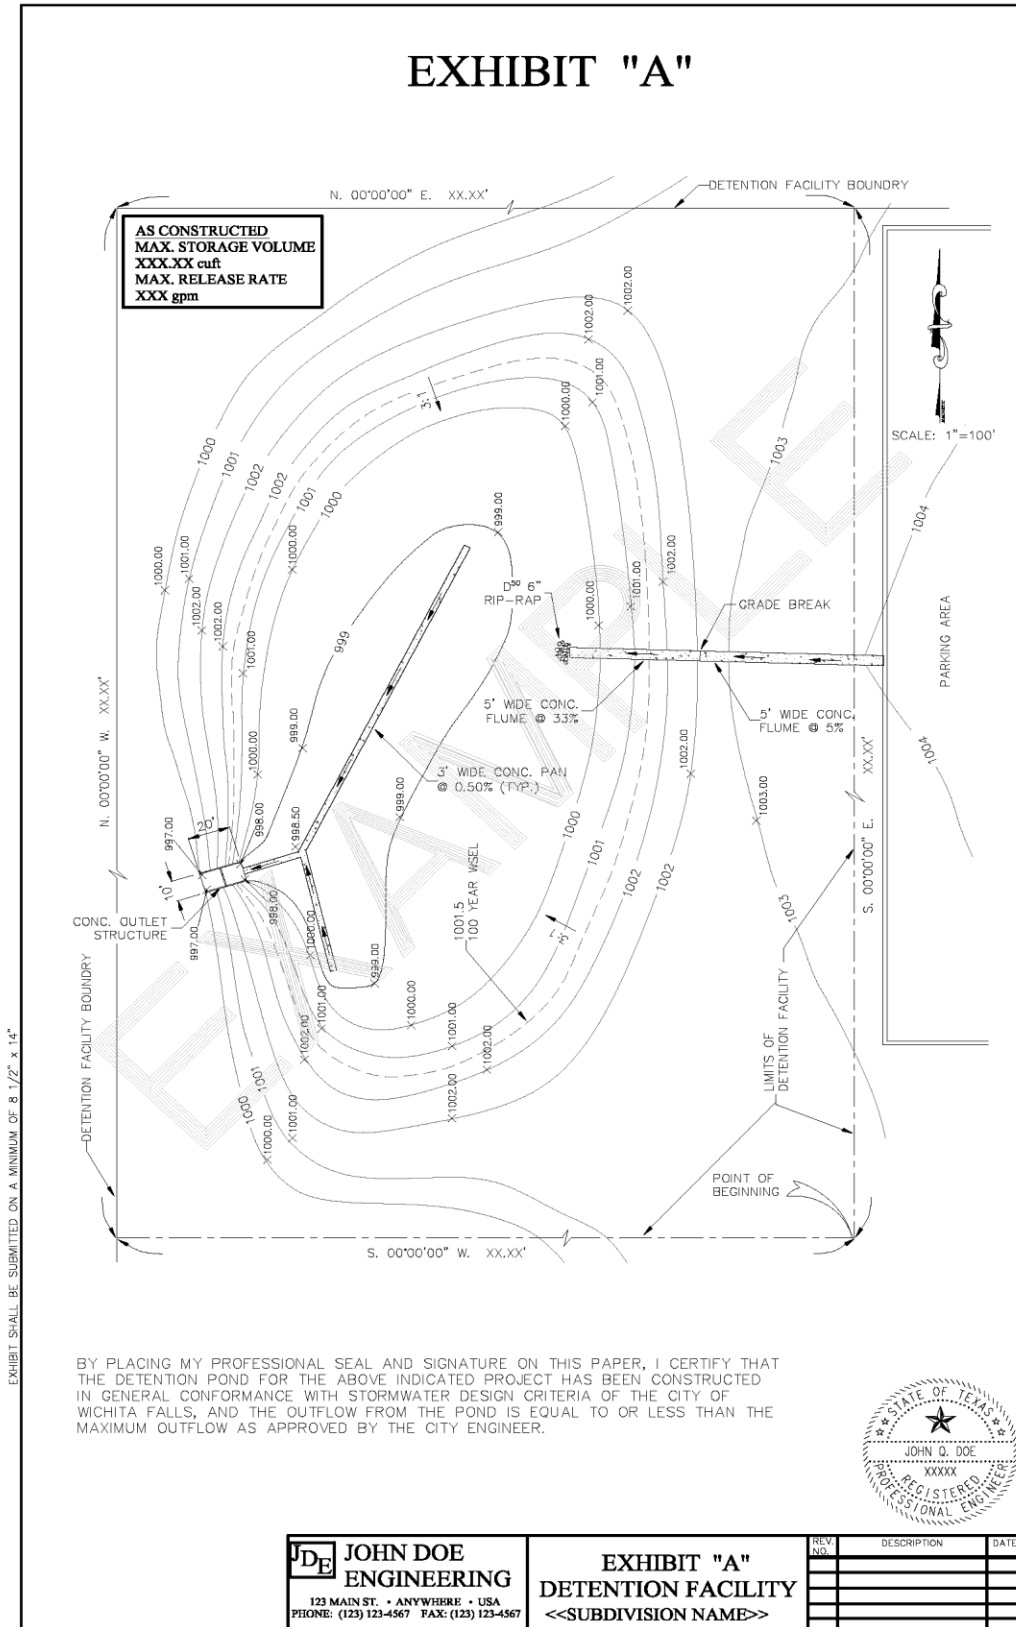 EXHIBIT "A"
N. 00°00'00" E. XX.XX'
DETENTION FACILITY BOUNDRY
AS CONSTRUCTED
MAX. STORAGE VOLUME
XXX.XX cuft
MAX. RELEASE RATE
XXX gpm
1002.00
1002.00
1001.00
1000.00
3:1
SCALE: 1"=100'
1000
1001
1002
1002
1001
1000
1003
1004
999.00
1000.00
1001.00
1002.00
1002.00
1001.00
1000.00
999
D⁵⁰ 6"
RIP-RAP
1000.00
1001.00
1002.00
GRADE BREAK
PARKING AREA
5' WIDE CONC.
FLUME @ 33%
5' WIDE CONC.
FLUME @ 5%
N. 00°00'00" W. XX.XX'
999.00
1000.00
3' WIDE CONC. PAN
@ 0.50% (TYP.)
999.00
1002.00
1003.00
1004
S. 00°00'00" E. XX.XX'
997.00
20'
998.00
998.50
10'
CONC. OUTLET
STRUCTURE
997.00
998.00
1000.00
999.00
1001.5
100 YEAR WSEL
1000
1001
1002
1002
1003
3:1
DETENTION FACILITY BOUNDRY
1002.00
1001.00
1000.00
1001.00
1002.00
1002.00
1001
1000
1001.00
1000.00
LIMITS OF
DETENTION FACILITY
POINT OF
BEGINNING
S. 00°00'00" W. XX.XX'
EXAMPLE
EXHIBIT SHALL BE SUBMITTED ON A MINIMUM OF 8 1/2" x 14"
BY PLACING MY PROFESSIONAL SEAL AND SIGNATURE ON THIS PAPER, I CERTIFY THAT
THE DETENTION POND FOR THE ABOVE INDICATED PROJECT HAS BEEN CONSTRUCTED
IN GENERAL CONFORMANCE WITH STORMWATER DESIGN CRITERIA OF THE CITY OF
WICHITA FALLS, AND THE OUTFLOW FROM THE POND IS EQUAL TO OR LESS THAN THE
MAXIMUM OUTFLOW AS APPROVED BY THE CITY ENGINEER.
STATE OF TEXAS
JOHN Q. DOE
XXXXX
REGISTERED
PROFESSIONAL ENGINEER
JDE
JOHN DOE
ENGINEERING
123 MAIN ST. • ANYWHERE • USA
PHONE: (123) 123-4567 FAX: (123) 123-4567
EXHIBIT "A"
DETENTION FACILITY
<<SUBDIVISION NAME>>
REV. NO.
DESCRIPTION
DATE